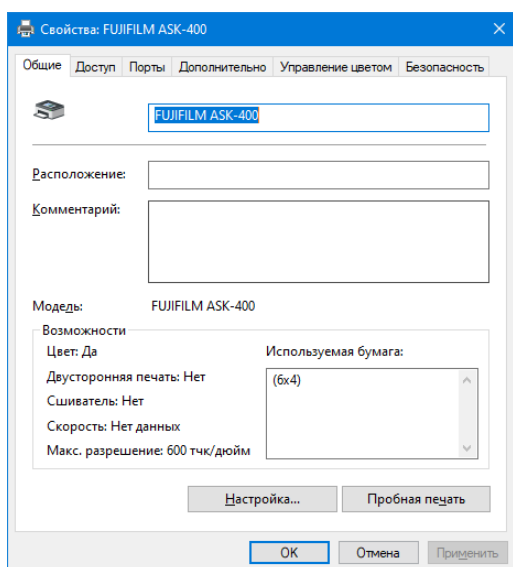 Свойства: FUJIFILM ASK-400
Общие Доступ Порты Дополнительно Управление цветом Безопасность
FUJIFILM ASK-400
Расположение:
Комментарий:
Модель: FUJIFILM ASK-400
Возможности
Цвет: Да Используемая бумага:
Двусторонняя печать: Нет (6x4)
Сшиватель: Нет
Скорость: Нет данных
Макс. разрешение: 600 тчк/дюйм
Настройка... Пробная печать
ОК Отмена Применить